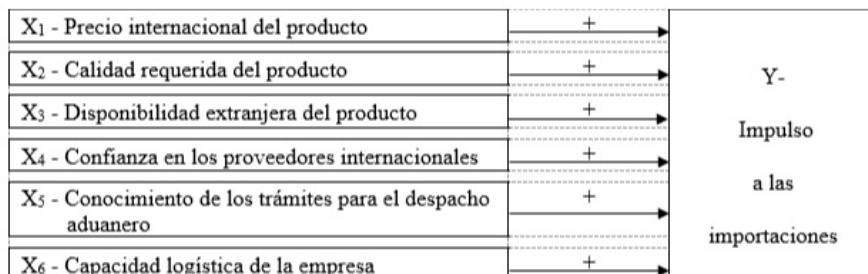 X1 - Precio internacional del producto
+
X2 - Calidad requerida del producto
+
X3 - Disponibilidad extranjera del producto
+
X4 - Confianza en los proveedores internacionales
+
X5 - Conocimiento de los trámites para el despacho
aduanero
+
X6 - Capacidad logística de la empresa
+
Y-
Impulso
a las
importaciones